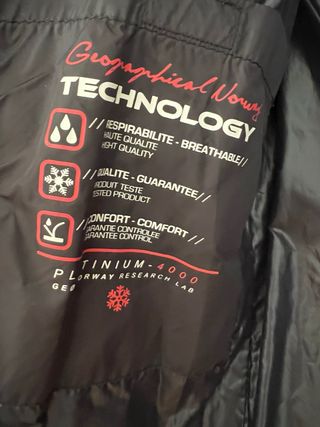 Geographical Norway
TECHNOLOGY
// RESPIRABILITE - BREATHABLE //
HAUTE QUALITE
HIGHT QUALITY
// QUALITE - GUARANTEE //
PRODUIT TESTE
TESTED PRODUCT
// CONFORT - COMFORT //
GARANTIE CONTROLEE
GARANTEE CONTROL
PL TINIUM-4000
ORWAY RESEARCH LAB
GEO